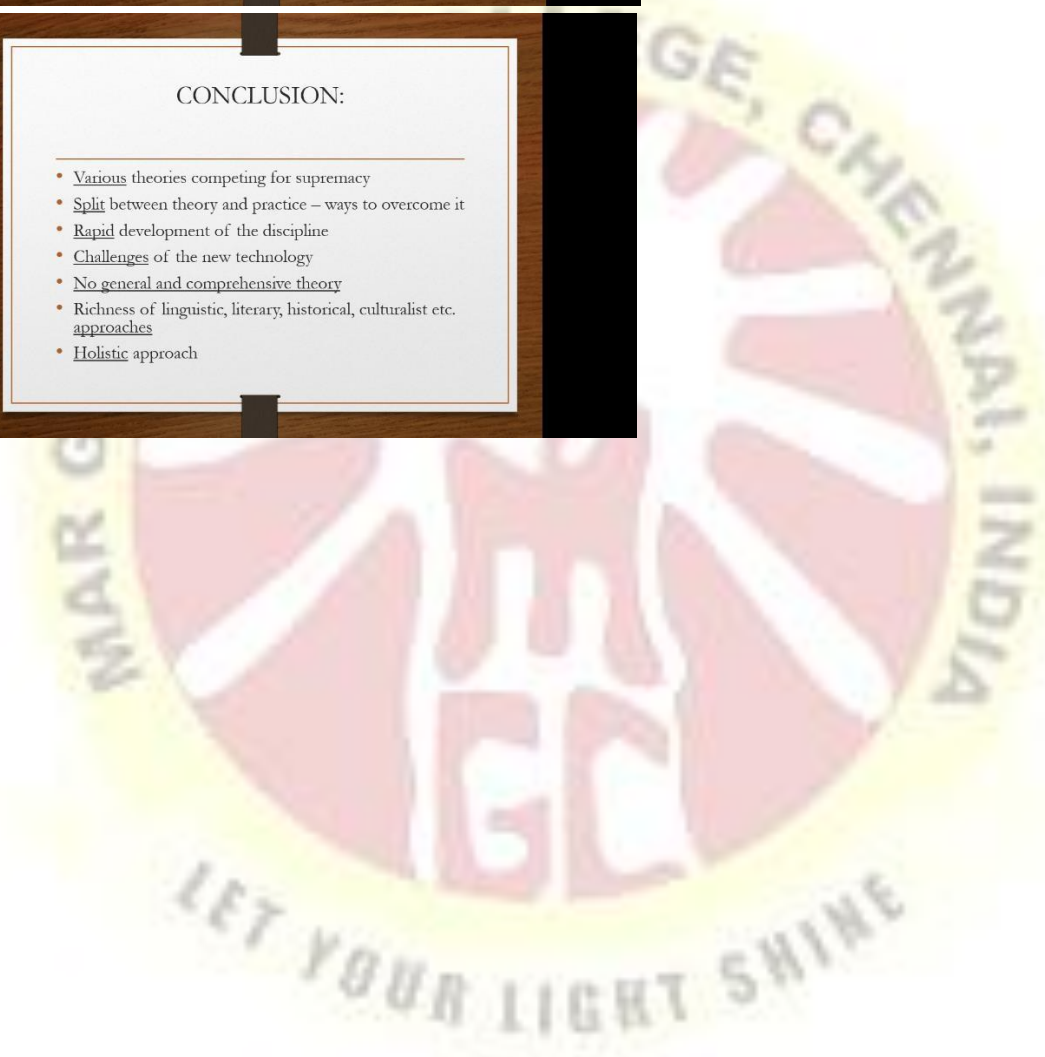 CONCLUSION:
• Various theories competing for supremacy
• Split between theory and practice – ways to overcome it
• Rapid development of the discipline
• Challenges of the new technology
• No general and comprehensive theory
• Richness of linguistic, literary, historical, culturalist etc.
approaches
• Holistic approach
MAR G
GE, CHENNAI, INDIA
GC
LET YOUR LIGHT SHINE